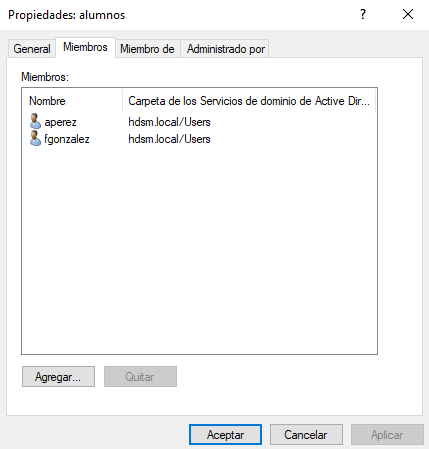 Propiedades: alumnos
General Miembros Miembro de Administrado por
Miembros:
Nombre Carpeta de los Servicios de dominio de Active Dir...
aperez hdsm.local/Users
fgonzalez hdsm.local/Users
Agregar... Quitar
Aceptar Cancelar Aplicar